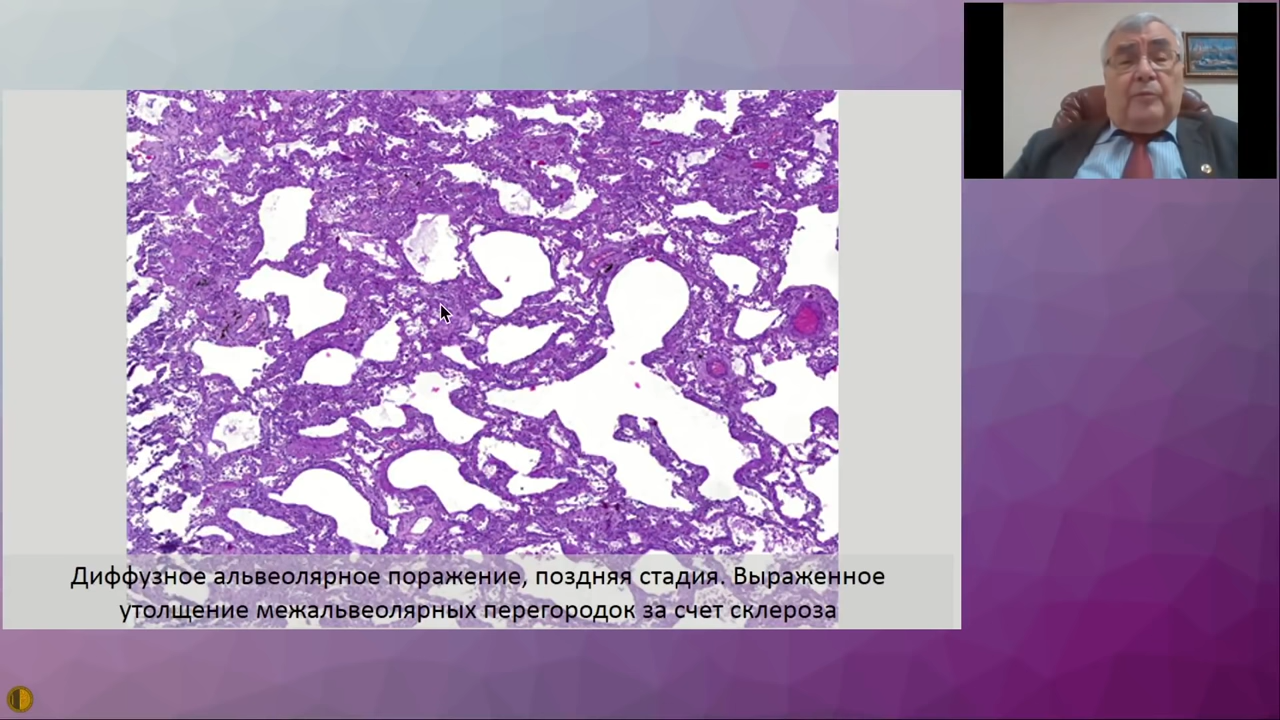 Диффузное альвеолярное поражение, поздняя стадия. Выраженное
утолщение межальвеолярных перегородок за счет склероза